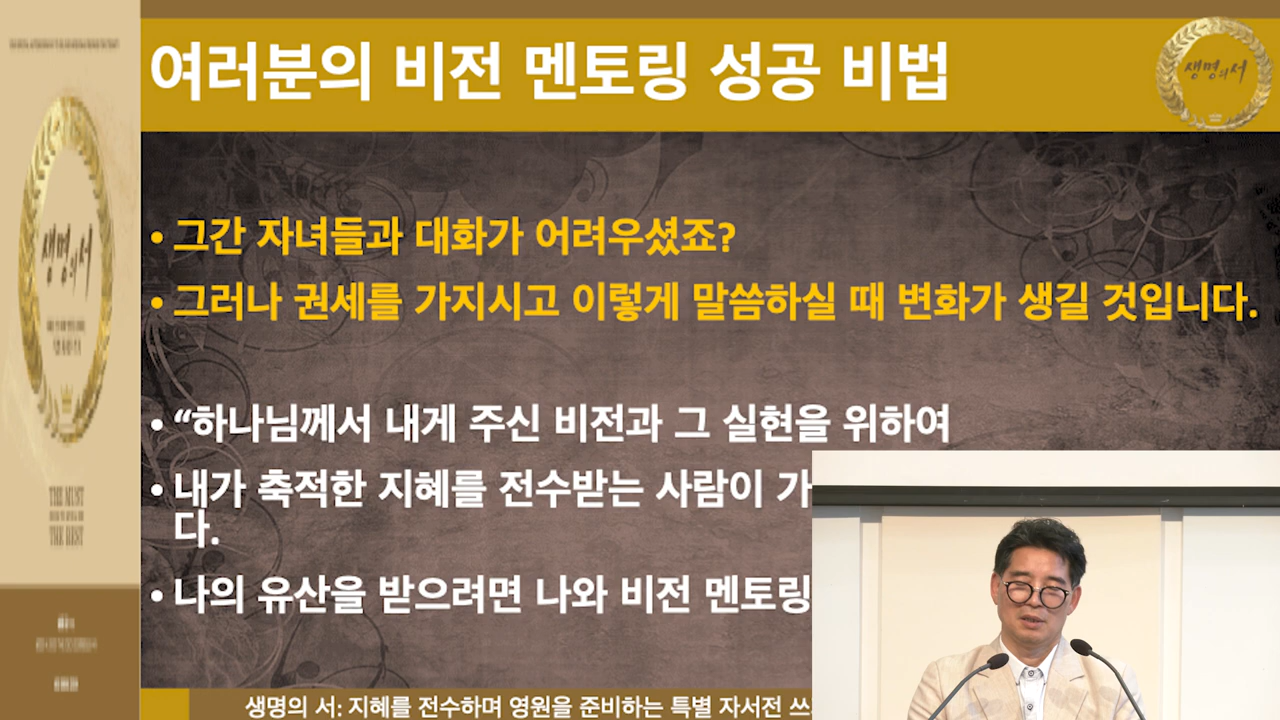 여러분의 비전 멘토링 성공 비법
생명의서
• 그간 자녀들과 대화가 어려우셨죠?
• 그러나 권세를 가지시고 이렇게 말씀하실 때 변화가 생길 것입니다.
• “하나님께서 내게 주신 비전과 그 실현을 위하여
• 내가 축적한 지혜를 전수받는 사람이 가
다.
• 나의 유산을 받으려면 나와 비전 멘토링
생명의 서: 지혜를 전수하며 영원을 준비하는 특별 자서전 쓰
생명의서
THE MUST
THE BEST